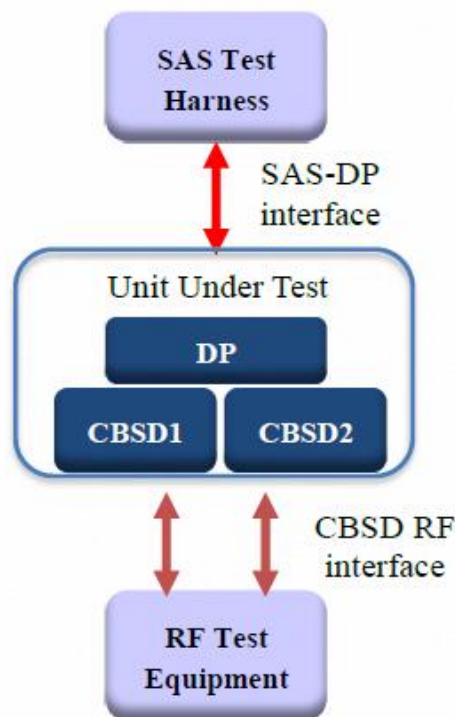 SAS Test
Harness
SAS-DP
interface
Unit Under Test
DP
CBSD1
CBSD2
CBSD RF
interface
RF Test
Equipment